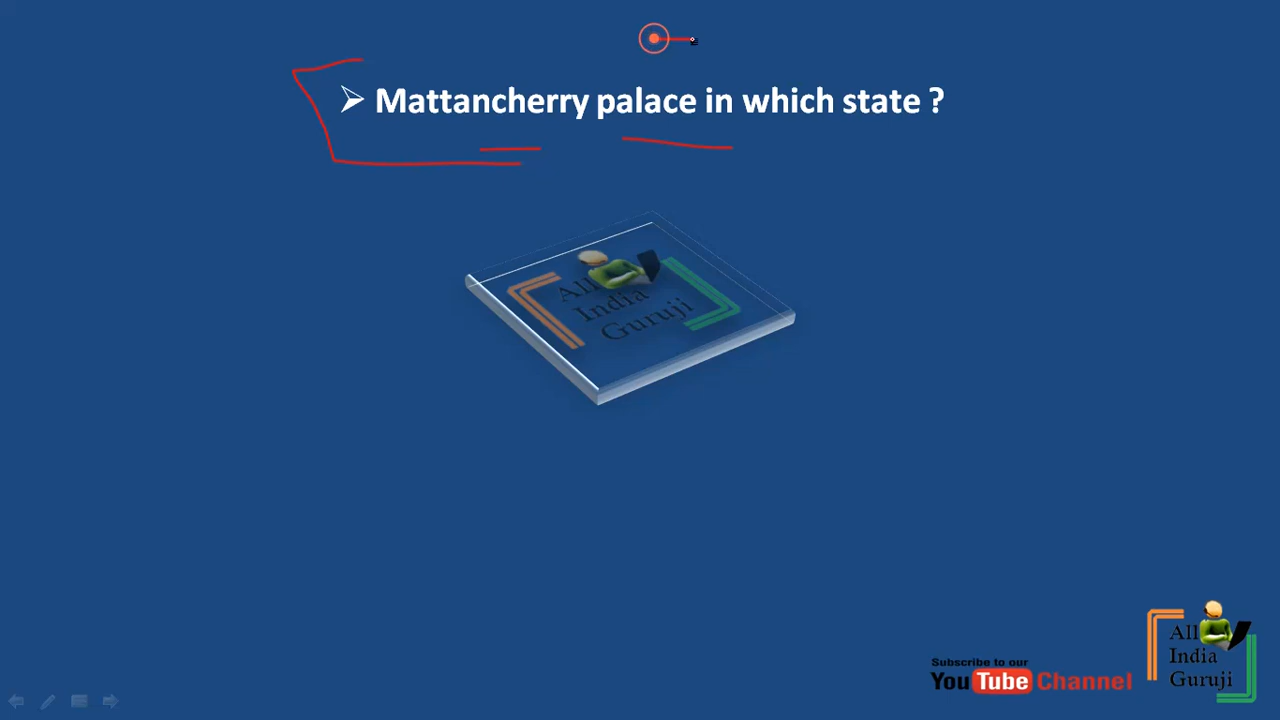 Mattancherry palace in which state ?
All
India
Guruji
Subscribe to our
YouTube Channel
All
India
Guruji